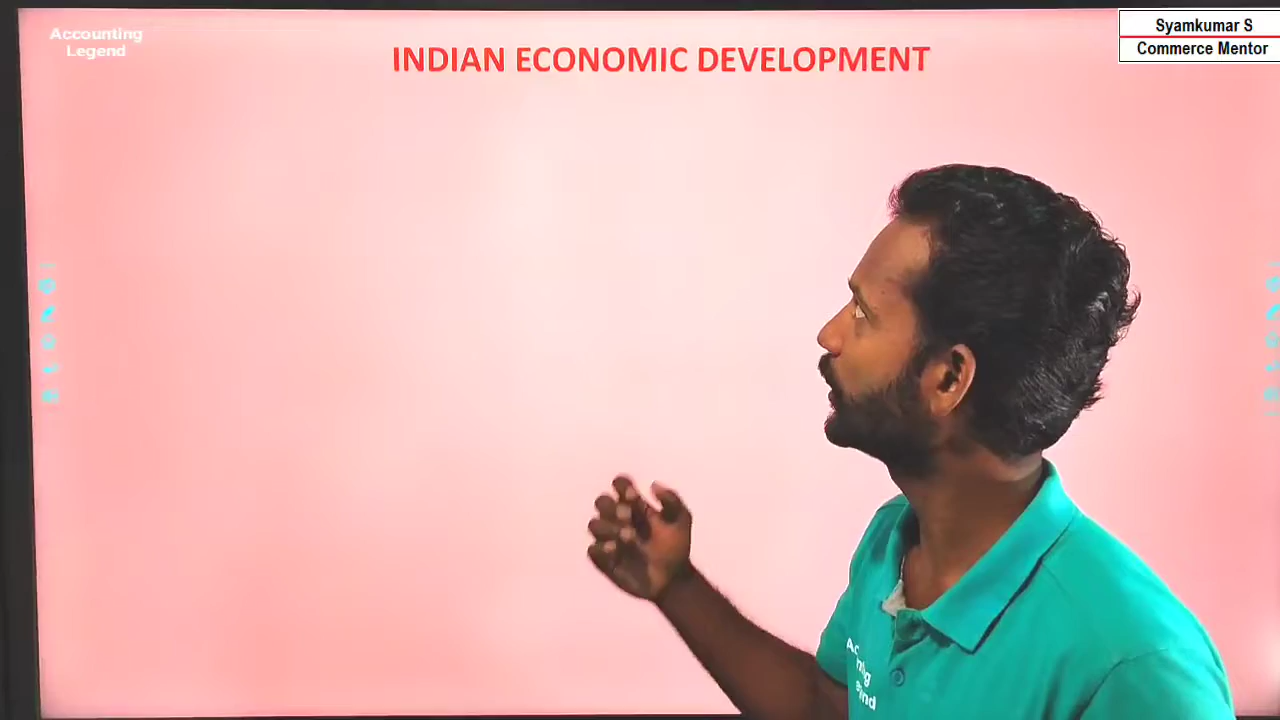 Accounting
Legend
INDIAN ECONOMIC DEVELOPMENT
Syamkumar S
Commerce Mentor